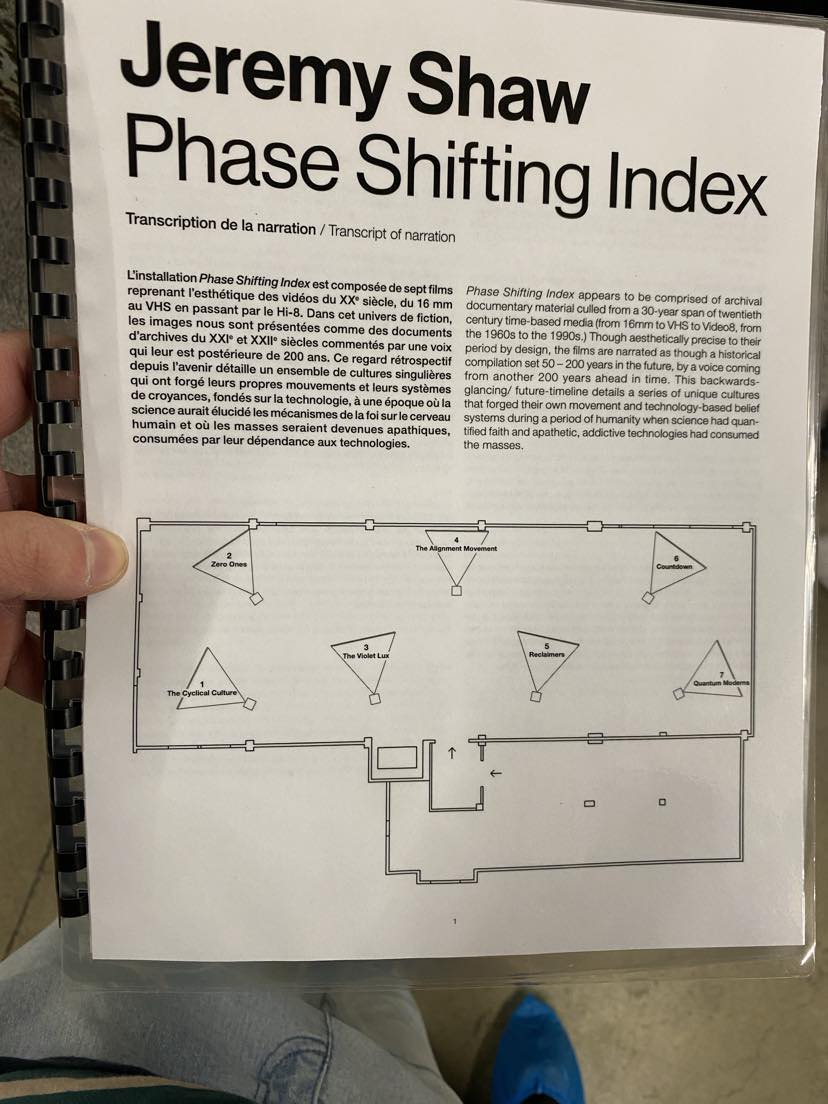 Jeremy Shaw
Phase Shifting Index
Transcription de la narration / Transcript of narration
L'installation Phase Shifting Index est composée de sept films
reprenant l'esthétique des vidéos du XXᵉ siècle, du 16 mm
au VHS en passant par le Hi-8. Dans cet univers de fiction,
les images nous sont présentées comme des documents
d'archives du XXIᵉ et XXIIᵉ siècles commentés par une voix
qui leur est postérieure de 200 ans. Ce regard rétrospectif
depuis l'avenir détaille un ensemble de cultures singulières
qui ont forgé leurs propres mouvements et leurs systèmes
de croyances, fondés sur la technologie, à une époque où la
science aurait élucidé les mécanismes de la foi sur le cerveau
humain et où les masses seraient devenues apathiques,
consumées par leur dépendance aux technologies.
Phase Shifting Index appears to be comprised of archival
documentary material culled from a 30-year span of twentieth
century time-based media (from 16mm to VHS to Video8, from
the 1960s to the 1990s.) Though aesthetically precise to their
period by design, the films are narrated as though a historical
compilation set 50 – 200 years in the future, by a voice coming
from another 200 years ahead in time. This backwards-
glancing/ future-timeline details a series of unique cultures
that forged their own movement and technology-based belief
systems during a period of humanity when science had quan-
tified faith and apathetic, addictive technologies had consumed
the masses.
2
Zero Ones
4
The Alignment Movement
6
Countdown
1
The Cyclical Culture
3
The Violet Lux
5
Reclaimers
7
Quantum Moderns
1